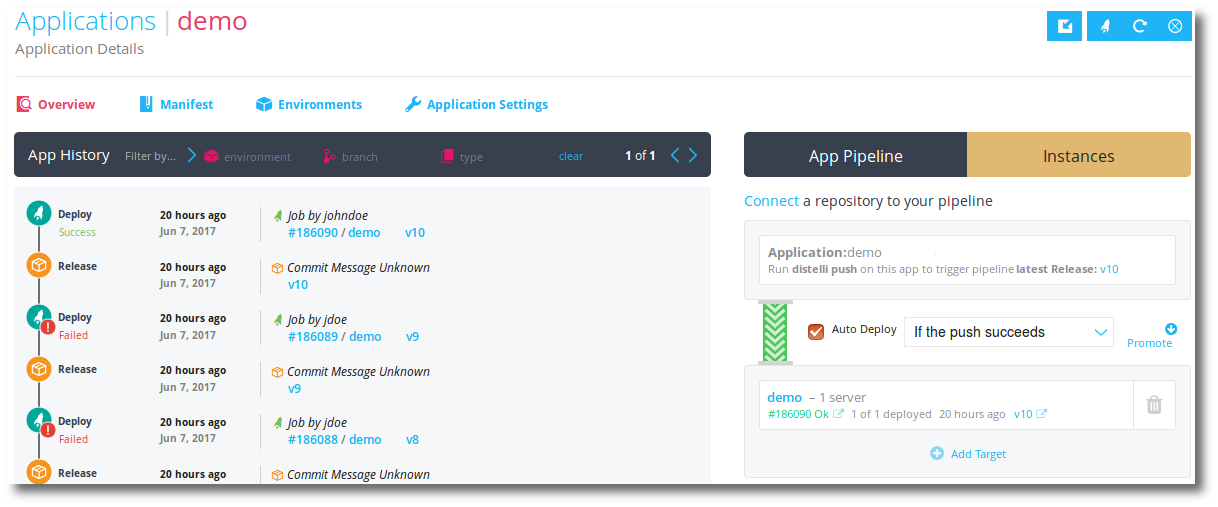 Applications | demo
Application Details
Overview
Manifest
Environments
Application Settings
App History
Filter by...
environment
branch
type
clear
1 of 1
Deploy 20 hours ago Job by johndoe
Success Jun 7, 2017 #186090 / demo v10
Release 20 hours ago Commit Message Unknown
Jun 7, 2017 v10
Deploy 20 hours ago Job by jdoe
Failed Jun 7, 2017 #186089 / demo v9
Release 20 hours ago Commit Message Unknown
Jun 7, 2017 v9
Deploy 20 hours ago Job by jdoe
Failed Jun 7, 2017 #186088 / demo v8
Release 20 hours ago Commit Message Unknown
App Pipeline
Instances
Connect a repository to your pipeline
Application:demo
Run distelli push on this app to trigger pipeline latest Release: v10
Auto Deploy
If the push succeeds
Promote
demo – 1 server
#186090 Ok 1 of 1 deployed 20 hours ago v10
Add Target